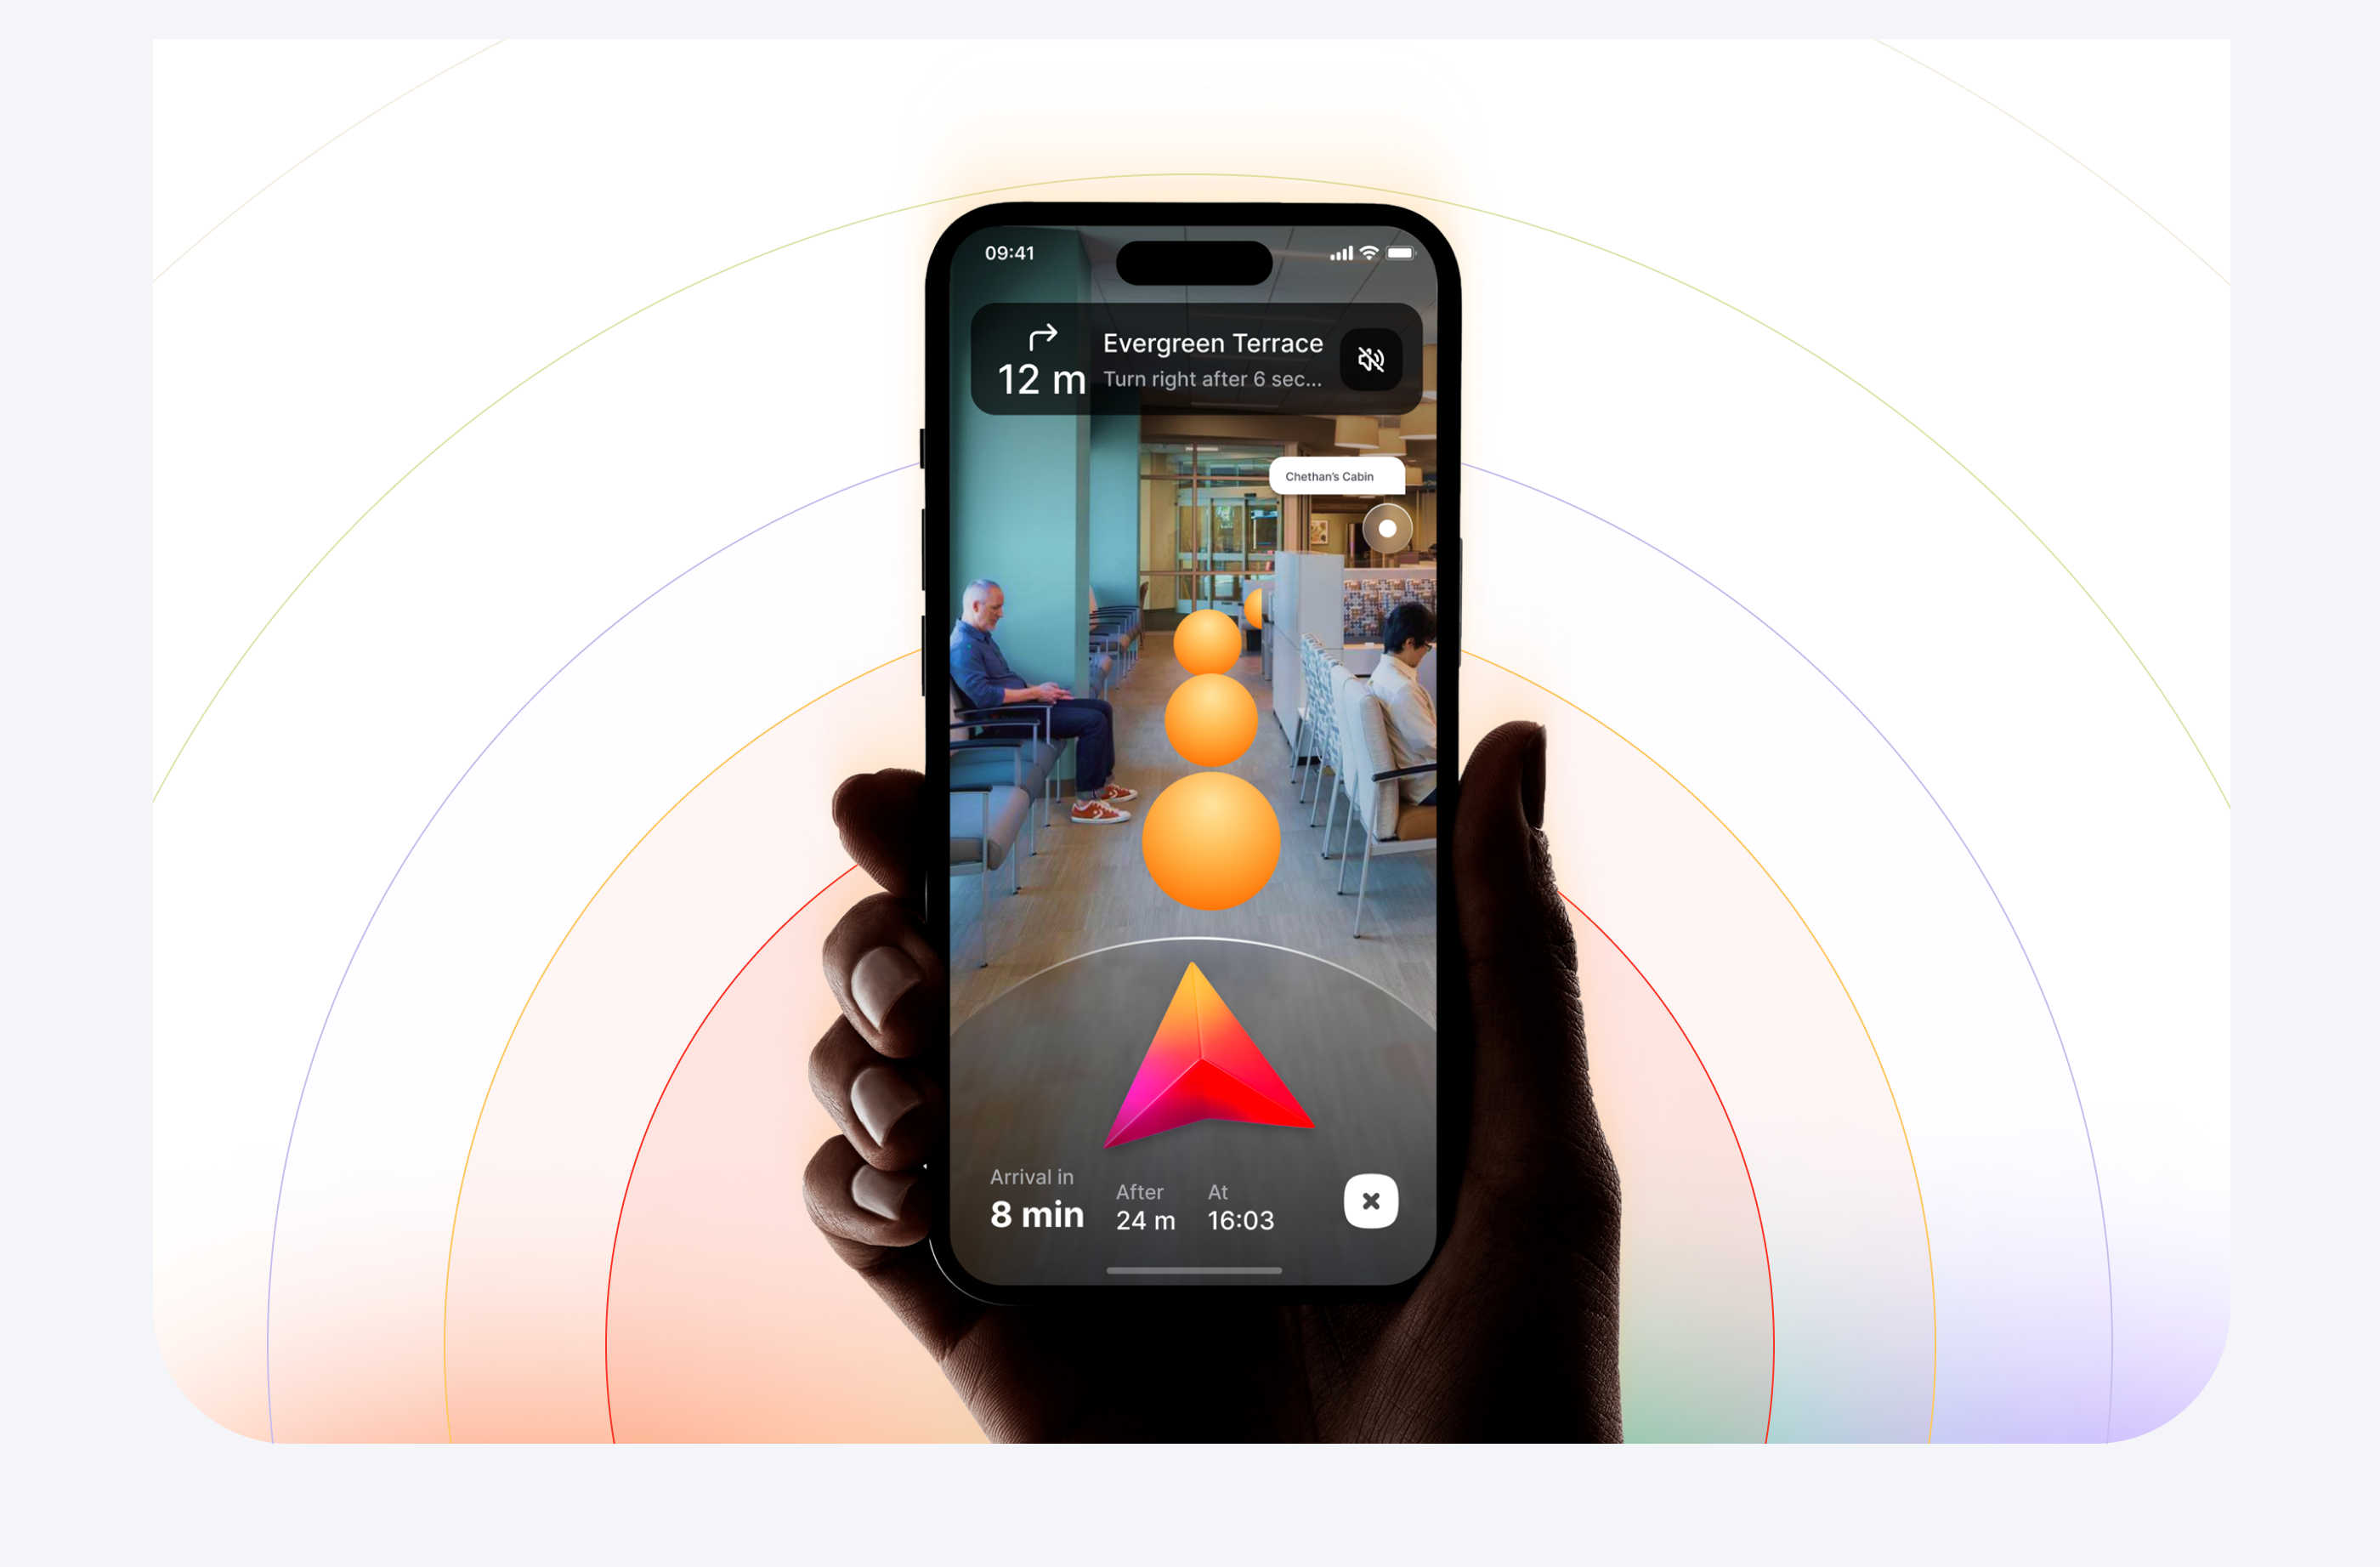 09:41
Evergreen Terrace
12 m
Turn right after 6 sec...
Chethan's Cabin
Arrival in
8 min
After
24 m
At
16:03